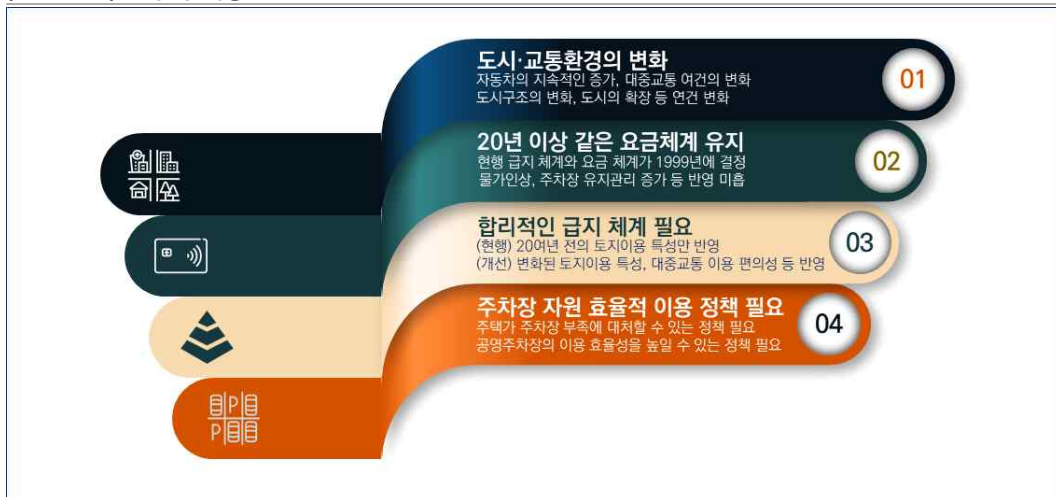 도시·교통환경의 변화
자동차의 지속적인 증가, 대중교통 여건의 변화
도시구조의 변화, 도시의 확장 등 연건 변화
01
20년 이상 같은 요금체계 유지
현행 급지 체계와 요금 체계가 1999년에 결정
물가인상, 주차장 유지관리 증가 등 반영 미흡
02
합리적인 급지 체계 필요
(현행) 20여년 전의 토지이용 특성만 반영
(개선) 변화된 토지이용 특성, 대중교통 이용 편의성 등 반영
03
주차장 자원 효율적 이용 정책 필요
주택가 주차장 부족에 대처할 수 있는 정책 필요
공영주차장의 이용 효율성을 높일 수 있는 정책 필요
04
P
P